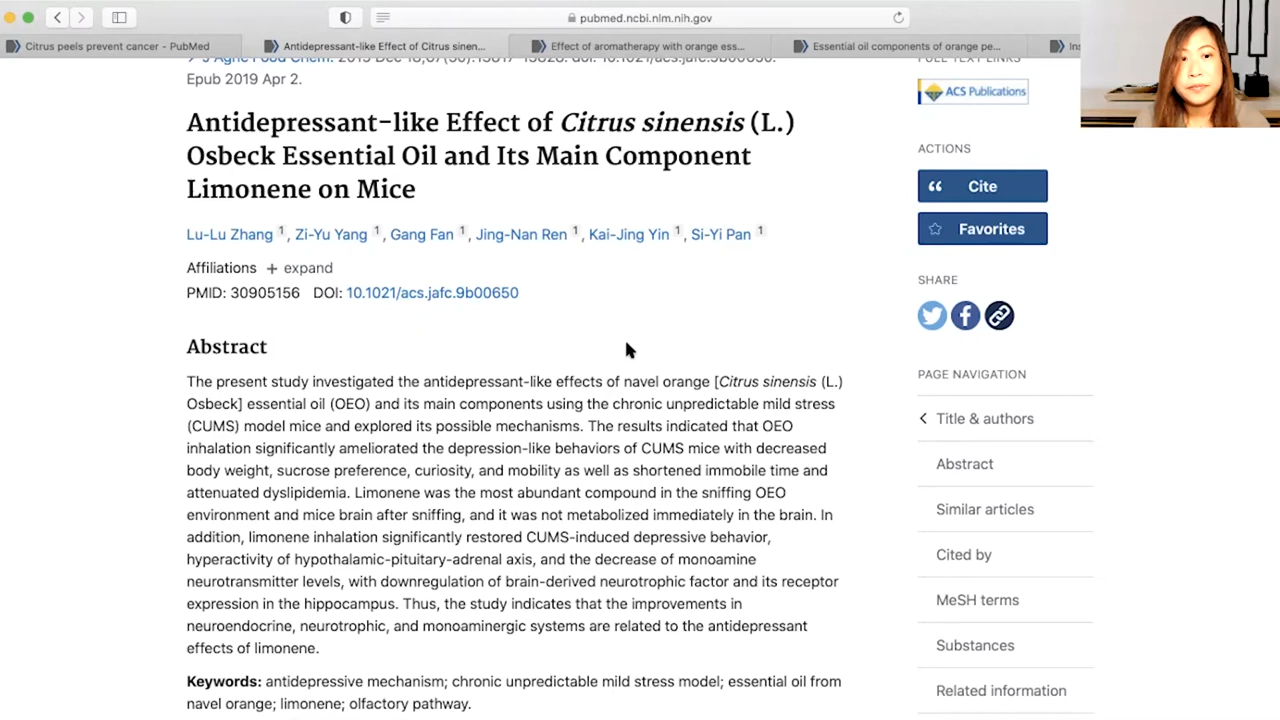 pubmed.ncbi.nlm.nih.gov
Citrus peels prevent cancer - PubMed
Antidepressant-like Effect of Citrus sinen...
Effect of aromatherapy with orange ess...
Essential oil components of orange pe...
Epub 2019 Apr 2.
Antidepressant-like Effect of Citrus sinensis (L.)
Osbeck Essential Oil and Its Main Component
Limonene on Mice
Lu-Lu Zhang 1, Zi-Yu Yang 1, Gang Fan 1, Jing-Nan Ren 1, Kai-Jing Yin 1, Si-Yi Pan 1
Affiliations + expand
PMID: 30905156 DOI: 10.1021/acs.jafc.9b00650
Abstract
The present study investigated the antidepressant-like effects of navel orange [Citrus sinensis (L.)
Osbeck] essential oil (OEO) and its main components using the chronic unpredictable mild stress
(CUMS) model mice and explored its possible mechanisms. The results indicated that OEO
inhalation significantly ameliorated the depression-like behaviors of CUMS mice with decreased
body weight, sucrose preference, curiosity, and mobility as well as shortened immobile time and
attenuated dyslipidemia. Limonene was the most abundant compound in the sniffing OEO
environment and mice brain after sniffing, and it was not metabolized immediately in the brain. In
addition, limonene inhalation significantly restored CUMS-induced depressive behavior,
hyperactivity of hypothalamic-pituitary-adrenal axis, and the decrease of monoamine
neurotransmitter levels, with downregulation of brain-derived neurotrophic factor and its receptor
expression in the hippocampus. Thus, the study indicates that the improvements in
neuroendocrine, neurotrophic, and monoaminergic systems are related to the antidepressant
effects of limonene.
Keywords: antidepressive mechanism; chronic unpredictable mild stress model; essential oil from
navel orange; limonene; olfactory pathway.
FULL TEXT LINKS
ACS Publications
ACTIONS
Cite
Favorites
SHARE
PAGE NAVIGATION
Title & authors
Abstract
Similar articles
Cited by
MeSH terms
Substances
Related information